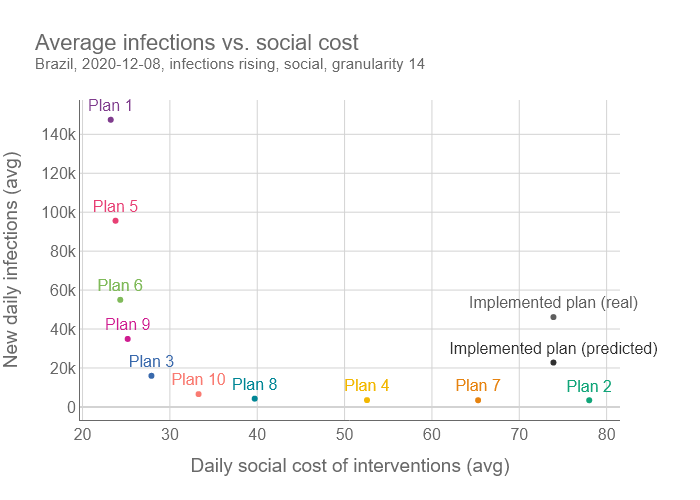 Average infections vs. social cost
Brazil, 2020-12-08, infections rising, social, granularity 14
New daily infections (avg)
140k
120k
100k
80k
60k
40k
20k
0
Plan 1
Plan 5
Plan 6
Plan 9
Plan 3
Plan 10
Plan 8
Plan 4
Plan 7
Plan 2
Implemented plan (real)
Implemented plan (predicted)
20
30
40
50
60
70
80
Daily social cost of interventions (avg)